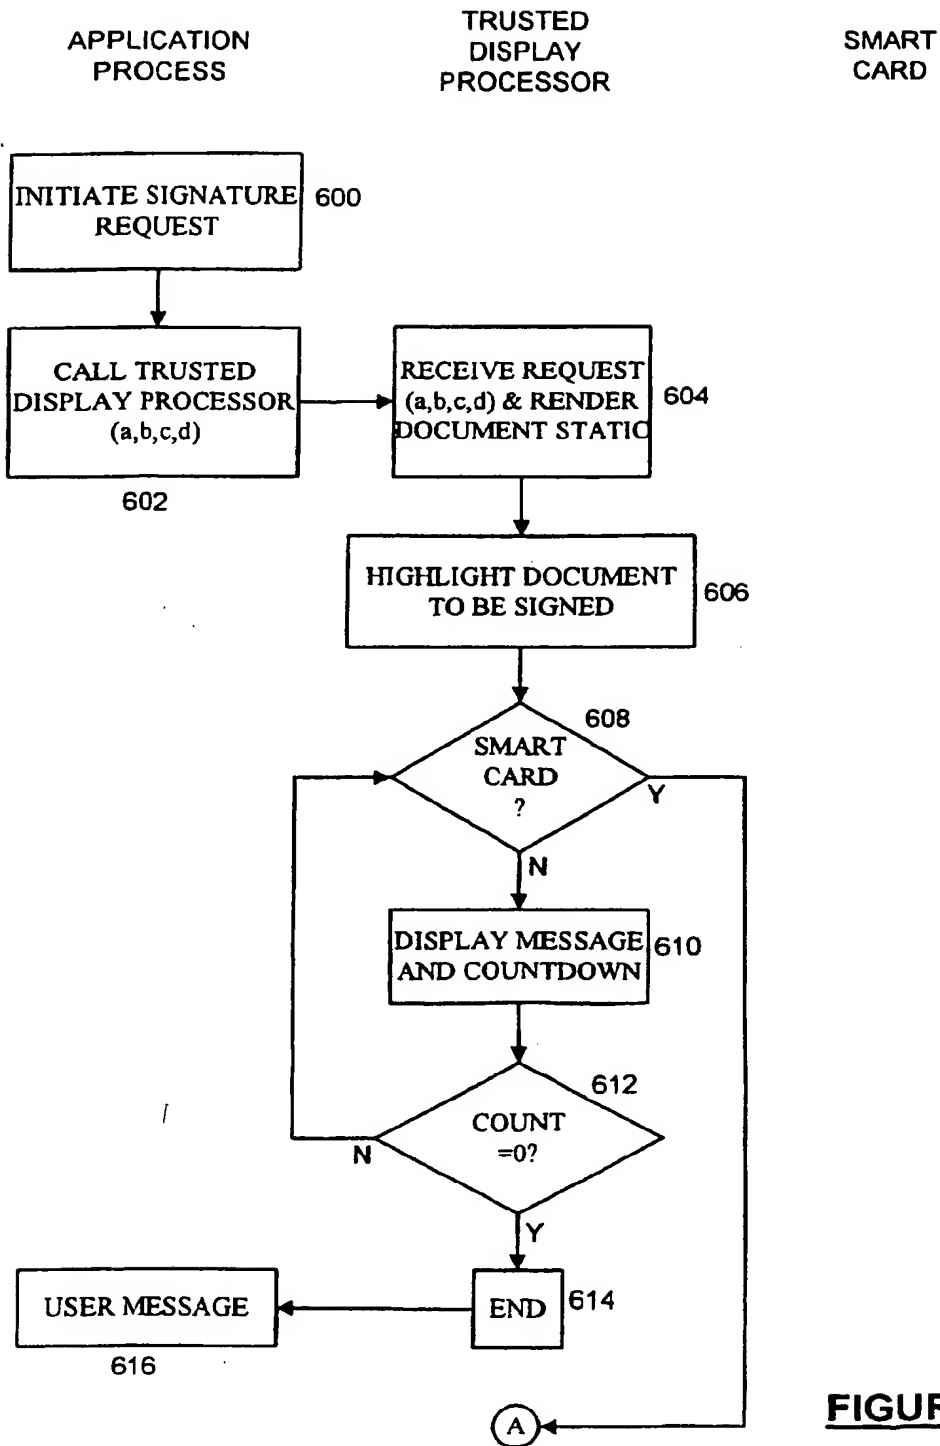 APPLICATION
PROCESS
TRUSTED
DISPLAY
PROCESSOR
SMART
CARD
INITIATE SIGNATURE
REQUEST
600
CALL TRUSTED
DISPLAY PROCESSOR
(a,b,c,d)
602
RECEIVE REQUEST
(a,b,c,d) & RENDER
DOCUMENT STATIC
604
HIGHLIGHT DOCUMENT
TO BE SIGNED
606
SMART
CARD
?
608
Y
N
DISPLAY MESSAGE
AND COUNTDOWN
610
COUNT
=0?
612
N
Y
END
614
USER MESSAGE
616
A
FIGUR